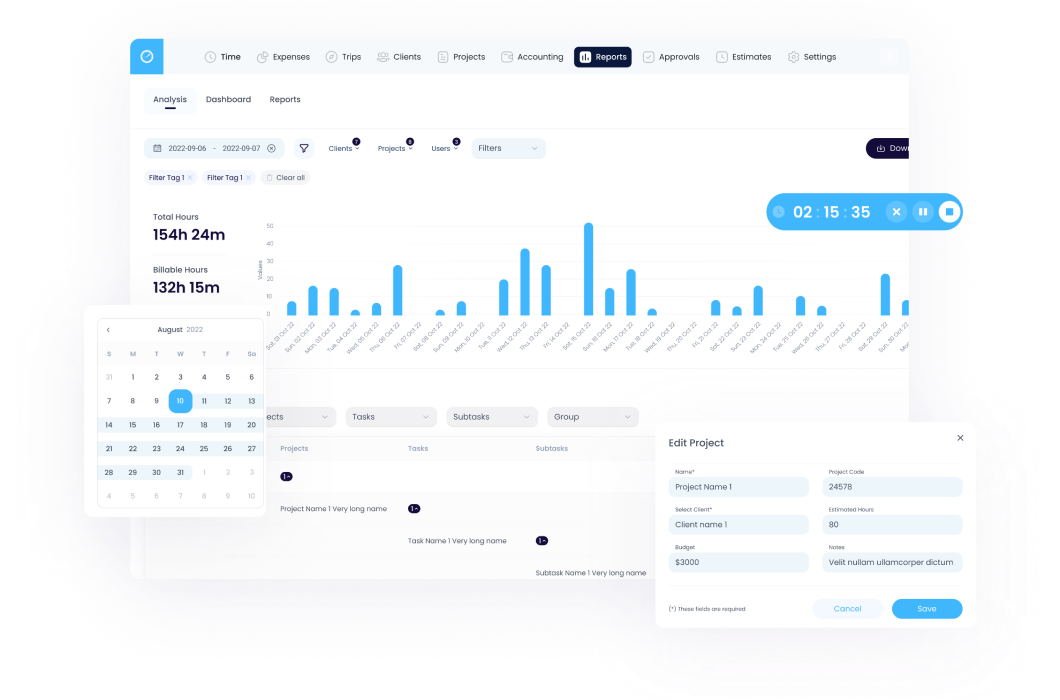 Time Expenses Trips Clients Projects Accounting Reports Approvals Estimates Settings
Analysis Dashboard Reports
2022-09-06 - 2022-09-07 Clients 7 Projects Users 3 Filters
Filter Tag 1 Filter Tag 1 Clear all
Total Hours
154h 24m
Billable Hours
132h 15m
02 : 15 : 35
Values
50
40
30
20
10
0
Sat, 01 Oct 22
Sun, 02 Oct 22
Mon, 03 Oct 22
Tue, 04 Oct 22
Wed, 05 Oct 22
Thu, 06 Oct 22
Fri, 07 Oct 22
Sat, 08 Oct 22
Sun, 09 Oct 22
Mon, 10 Oct 22
Tue, 11 Oct 22
Wed, 12 Oct 22
Thu, 13 Oct 22
Fri, 14 Oct 22
Sat, 15 Oct 22
Sun, 16 Oct 22
Mon, 17 Oct 22
Tue, 18 Oct 22
Wed, 19 Oct 22
Thu, 20 Oct 22
Fri, 21 Oct 22
Sat, 22 Oct 22
Sun, 23 Oct 22
Mon, 24 Oct 22
Tue, 25 Oct 22
Wed, 26 Oct 22
Thu, 27 Oct 22
Fri, 28 Oct 22
Sat, 29 Oct 22
Sun, 30 Oct 22
August 2022
S M T W T F Sa
31 1 2 3 4 5 6
7 8 9 10 11 12 13
14 15 16 17 18 19 20
21 22 23 24 25 26 27
28 29 30 31 1 2 3
4 5 6 7 8 9 10
Tasks Subtasks Group
Projects Tasks Subtasks
1
Project Name 1 Very long name 1
Task Name 1 Very long name 1
Subtask Name 1 Very long name
Edit Project
Name* Project Code
Project Name 1 24578
Select Client* Estimated Hours
Client name 1 80
Budget Notes
$3000 Velit nullam ullamcorper dictum
(*) These fields are required Cancel Save